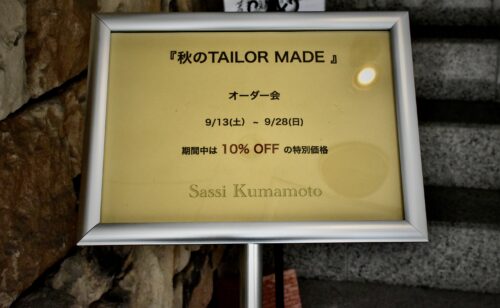 『秋のTAILOR MADE 』
オーダー会
9/13(土) ~ 9/28(日)
期間中は 10% OFF の特別価格
Sassi Kumamoto